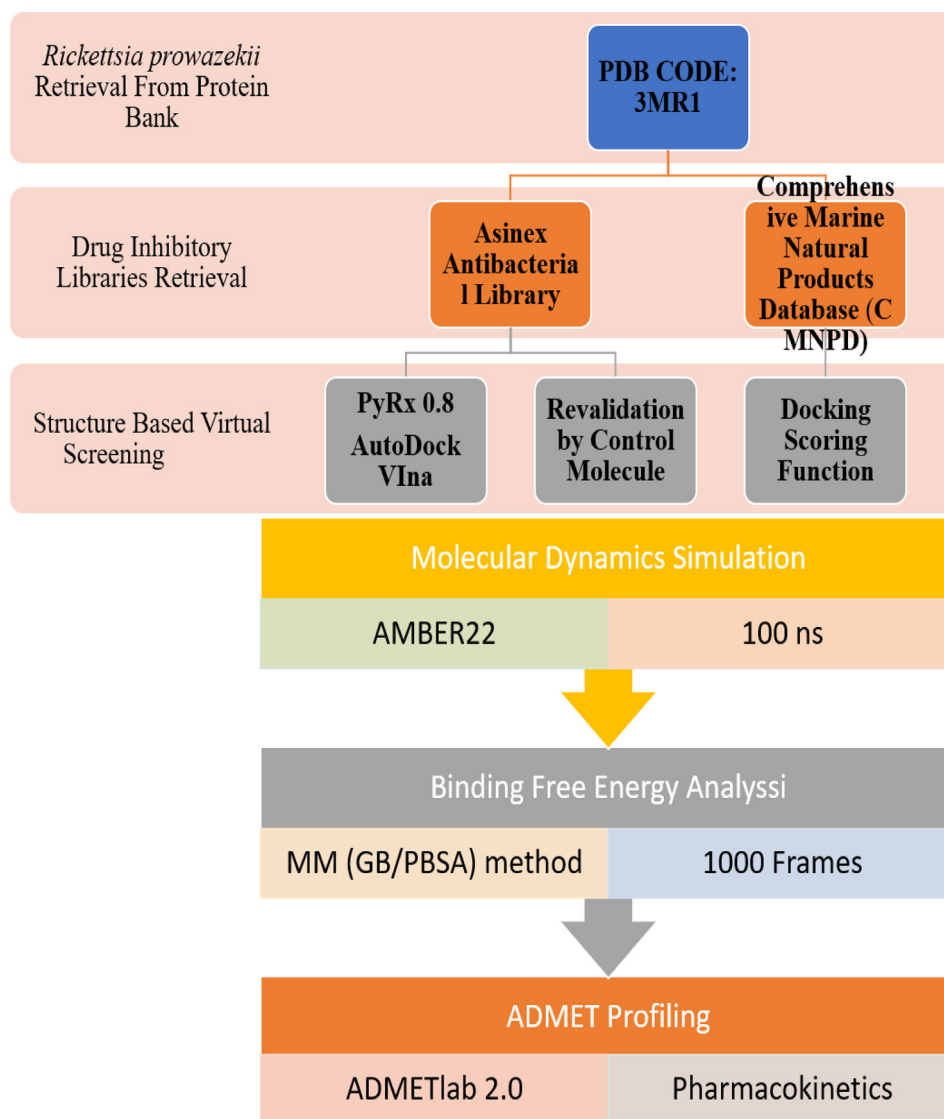 Rickettsia prowazekii
Retrieval From Protein
Bank
PDB CODE:
3MR1
Drug Inhibitory
Libraries Retrieval
Asinex
Antibacteria
l Library
Comprehens
ive Marine
Natural
Products
Database (C
MNPD)
Structure Based Virtual
Screening
PyRx 0.8
AutoDock
VIna
Revalidation
by Control
Molecule
Docking
Scoring
Function
Molecular Dynamics Simulation
AMBER22
100 ns
Binding Free Energy Analyssi
MM (GB/PBSA) method
1000 Frames
ADMET Profiling
ADMETlab 2.0
Pharmacokinetics